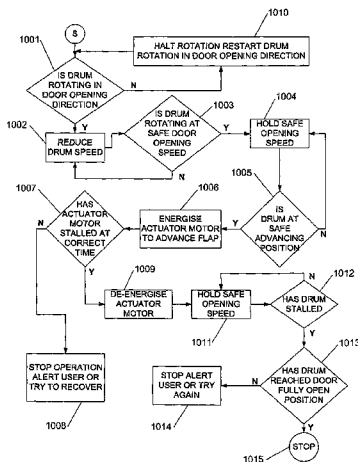 1010
1001
S
HALT ROTATION RESTART DRUM
ROTATION IN DOOR OPENING DIRECTION
IS DRUM
ROTATING IN
DOOR OPENING
DIRECTION
N
Y
1002
REDUCE
DRUM SPEED
1003
IS DRUM
ROTATING AT
SAFE DOOR
OPENING
SPEED
Y
N
1004
HOLD SAFE
OPENING
SPEED
1005
IS
DRUM AT
SAFE
ADVANCING
POSITION
N
Y
1006
ENERGISE
ACTUATOR MOTOR
TO ADVANCE FLAP
1007
HAS
ACTUATOR
MOTOR
STALLED AT
CORRECT
TIME
N
Y
1008
STOP OPERATION
ALERT USER OR
TRY TO RECOVER
1009
DE-ENERGISE
ACTUATOR
MOTOR
1011
HOLD SAFE
OPENING
SPEED
1012
HAS DRUM
STALLED
N
Y
1013
HAS DRUM
REACHED DOOR
FULLY OPEN
POSITION
N
Y
1014
STOP ALERT
USER OR TRY
AGAIN
1015
STOP